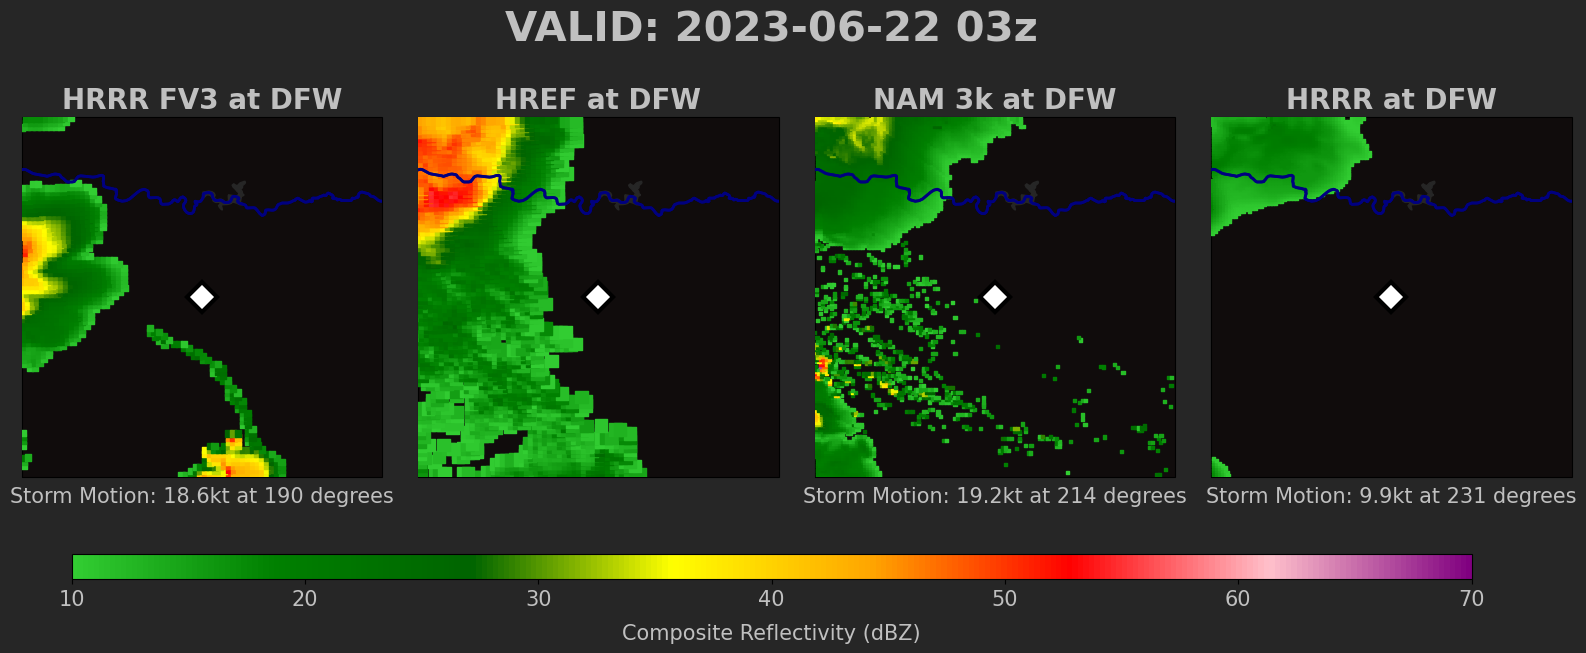 VALID: 2023-06-22 03z
HRRR FV3 at DFW
HREF at DFW
NAM 3k at DFW
HRRR at DFW
Storm Motion: 18.6kt at 190 degrees
Storm Motion: 19.2kt at 214 degrees
Storm Motion: 9.9kt at 231 degrees
10 20 30 40 50 60 70
Composite Reflectivity (dBZ)